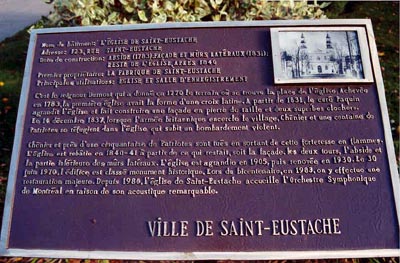 Nom du bâtiment: L'ÉGLISE DE SAINT-EUSTACHE
Adresse: 123, RUE SAINT-EUSTACHE
Date de construction: ABSIDE (1783) FAÇADE ET MURS LATÉRAUX (1831);
RESTE DE L'ÉGLISE APRÈS 1840
Premier propriétaire: LA FABRIQUE DE SAINT-EUSTACHE
Principales utilisations: ÉGLISE ET SALLE D'ENREGISTREMENT
C'est le seigneur Dumont qui a donné en 1770 le terrain où se trouve la place de l'église. Achevée
en 1783, la première église avait la forme d'une croix latine. À partir de 1831, le curé Paquin
agrandit l'église et fait construire une façade en pierre de taille et deux superbes clochers.
Le 14 décembre 1837, lorsque l'armée britannique encercle le village, Chénier et une centaine de
Patriotes se réfugient dans l'église qui subit un bombardement violent.
Chénier et près d'une cinquantaine de Patriotes sont tués en sortant de cette forteresse en flammes.
L'église est rebâtie en 1840-41 à partir de ce qui restait, soit la façade, les deux tours, l'abside et
la partie inférieure des murs latéraux. L'église est agrandie en 1905, puis rénovée en 1930. Le 30
juin 1970, l'édifice est classé monument historique. Lors du bicentenaire, en 1983, on y effectue une
restauration majeure. Depuis 1980, l'église de Saint-Eustache accueille l'Orchestre Symphonique
de Montréal en raison de son acoustique remarquable.
VILLE DE SAINT-EUSTACHE